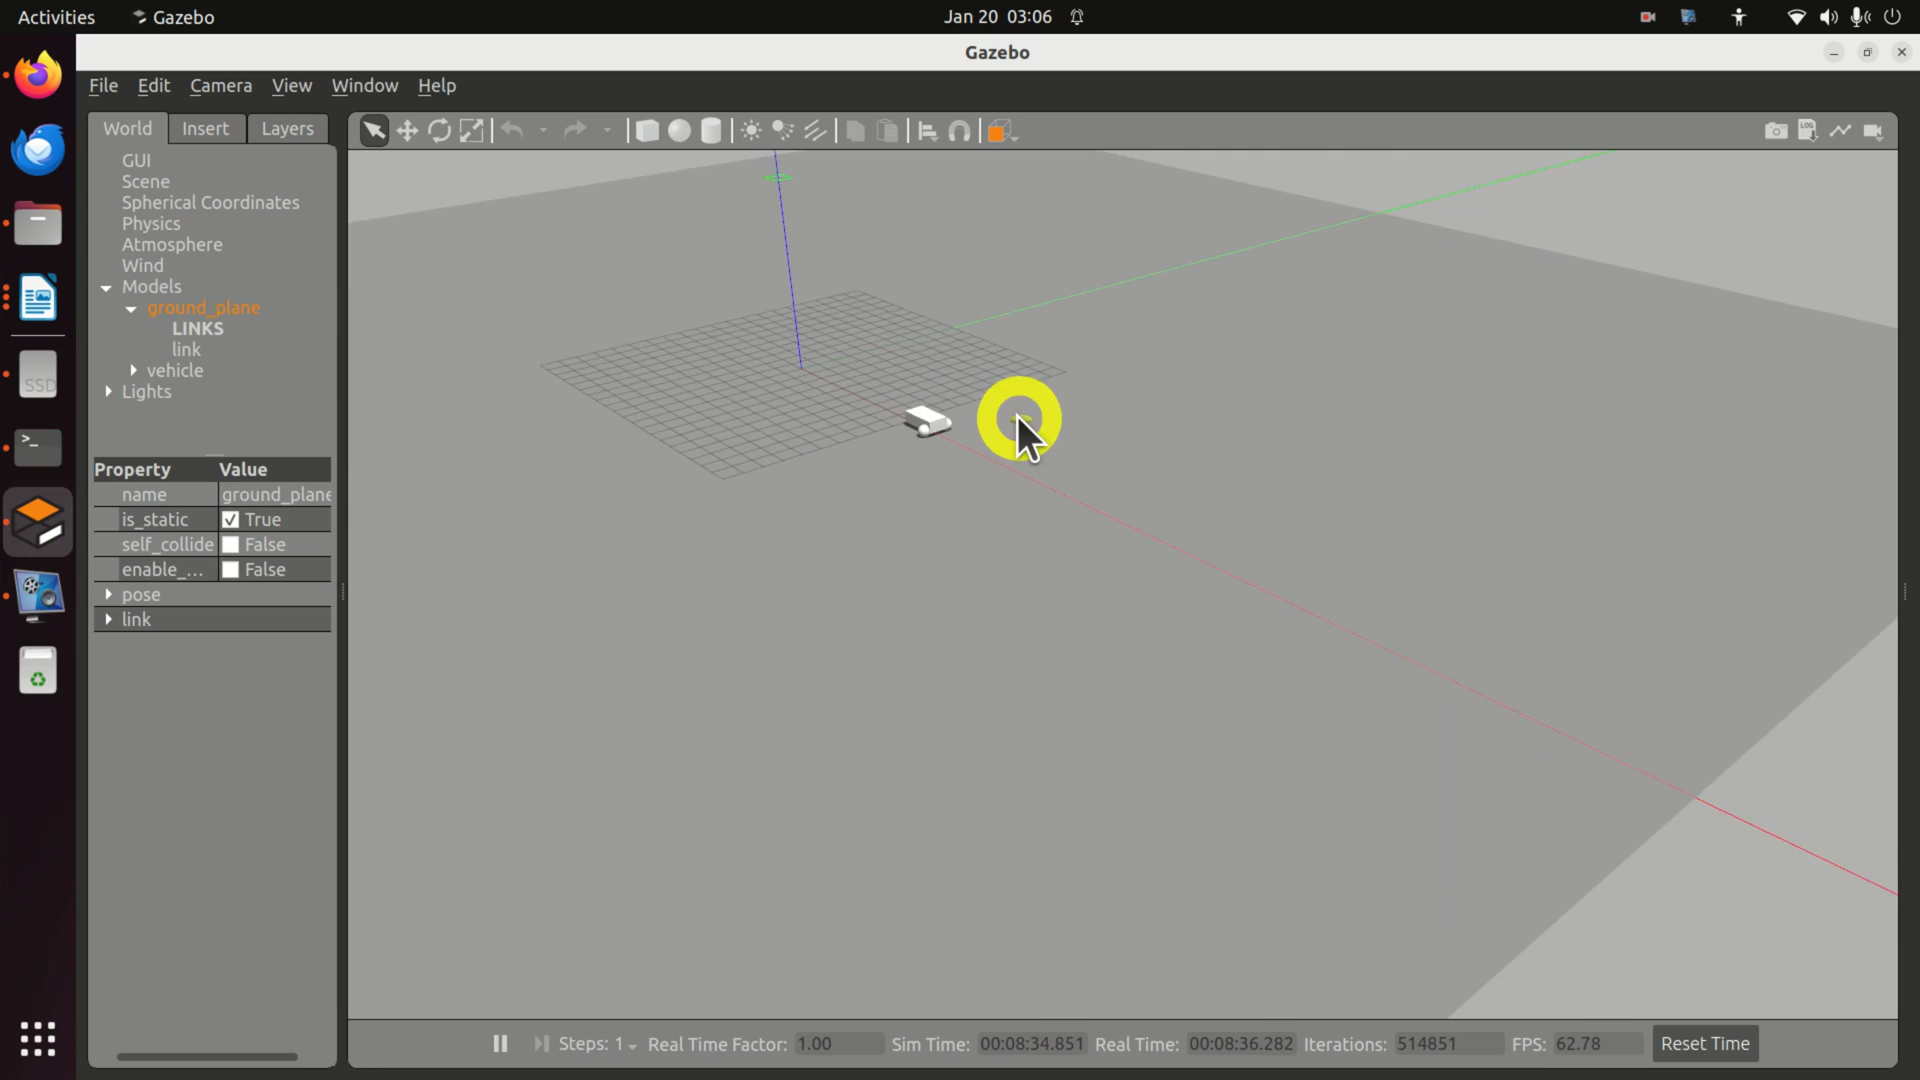 Activities Gazebo Jan 20 03:06
Gazebo
File Edit Camera View Window Help
World Insert Layers
LOG
GUI
Scene
Spherical Coordinates
Physics
Atmosphere
Wind
Models
ground_plane
LINKS
link
vehicle
Lights
SSD
>_
Property Value
name ground_plane
is_static True
self_collide False
enable_... False
pose
link
Steps: 1 Real Time Factor: 1.00 Sim Time: 00:08:34.851 Real Time: 00:08:36.282 Iterations: 514851 FPS: 62.78 Reset Time